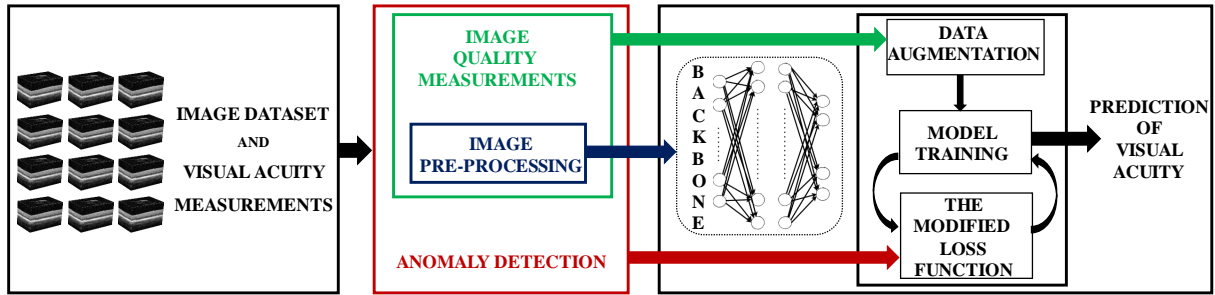 IMAGE DATASET
AND
VISUAL ACUITY
MEASUREMENTS
IMAGE
QUALITY
MEASUREMENTS
IMAGE
PRE-PROCESSING
ANOMALY DETECTION
B
A
C
K
B
O
N
E
DATA
AUGMENTATION
MODEL
TRAINING
THE
MODIFIED
LOSS
FUNCTION
PREDICTION
OF
VISUAL
ACUITY